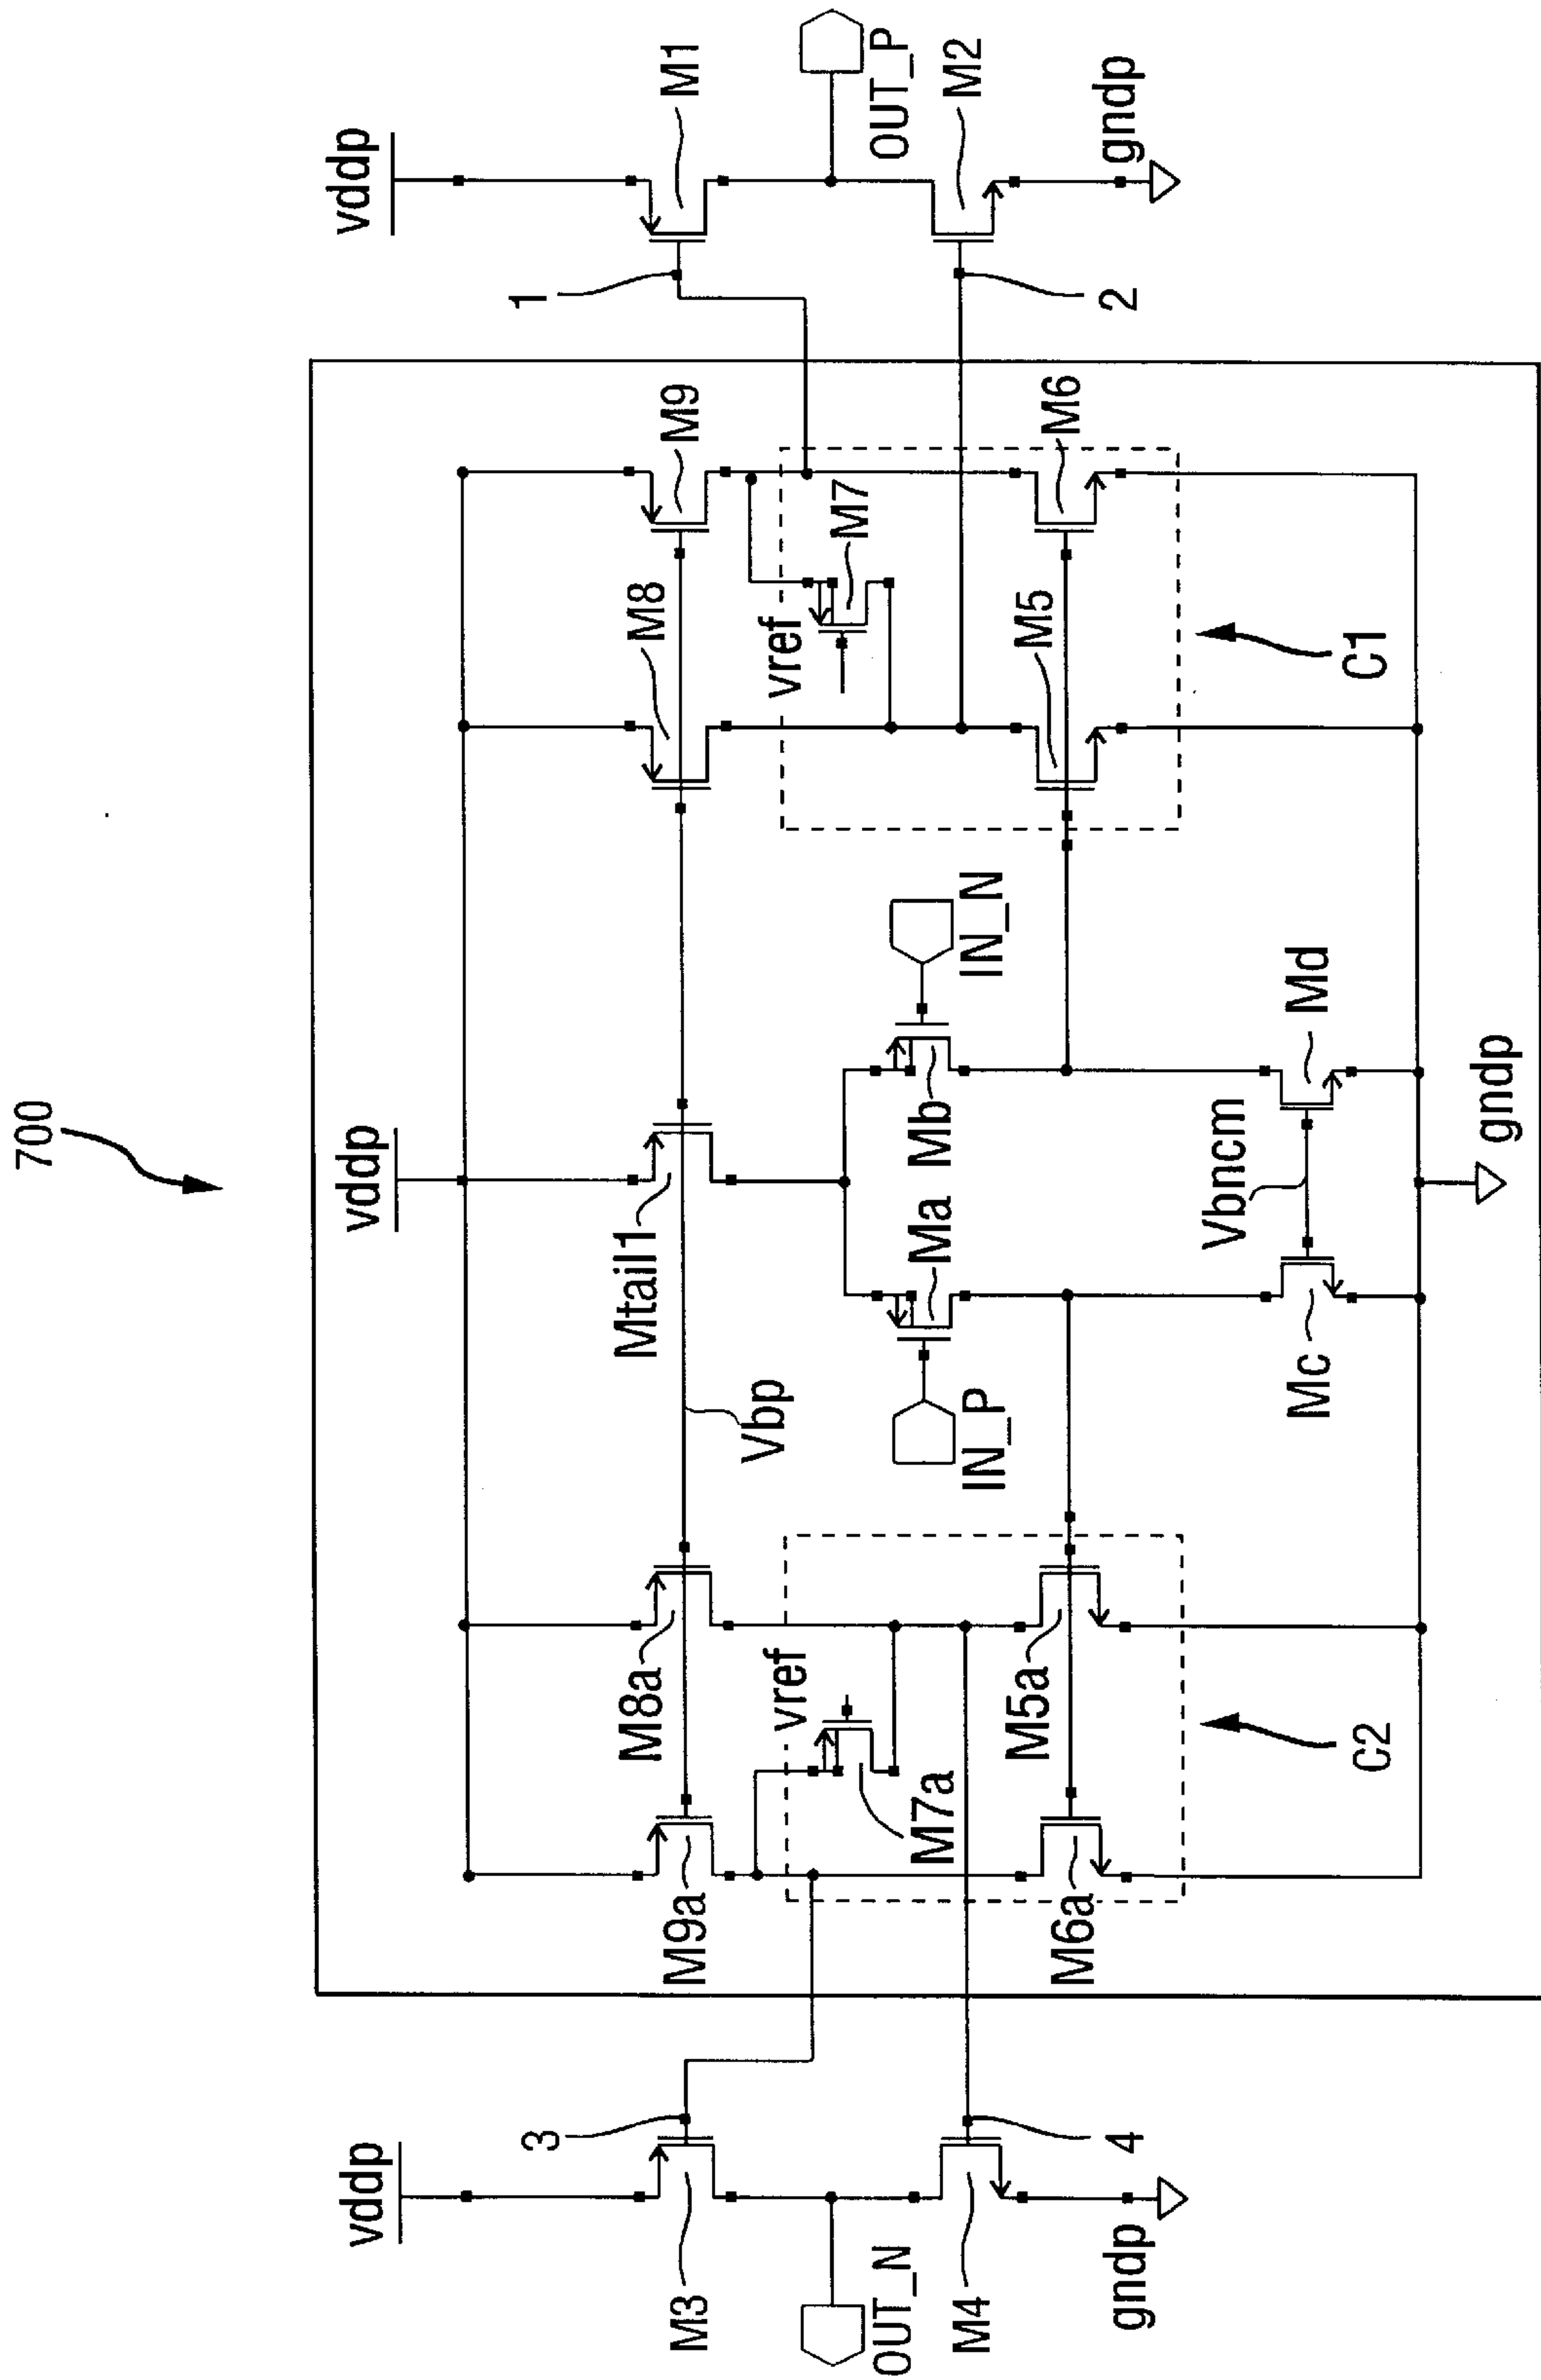 700
vddp
vddp
vddp
M3
3
OUT_N
M4
4
gndp
M9a
M8a
Vbp
Mtail1
M8
M9
M7a
vref
vref
M7
IN_P
Ma
Mb
IN_N
M6a
M5a
M5
M6
C2
C1
Mc
Vbncm
Md
gndp
1
M1
OUT_P
2
M2
gndp